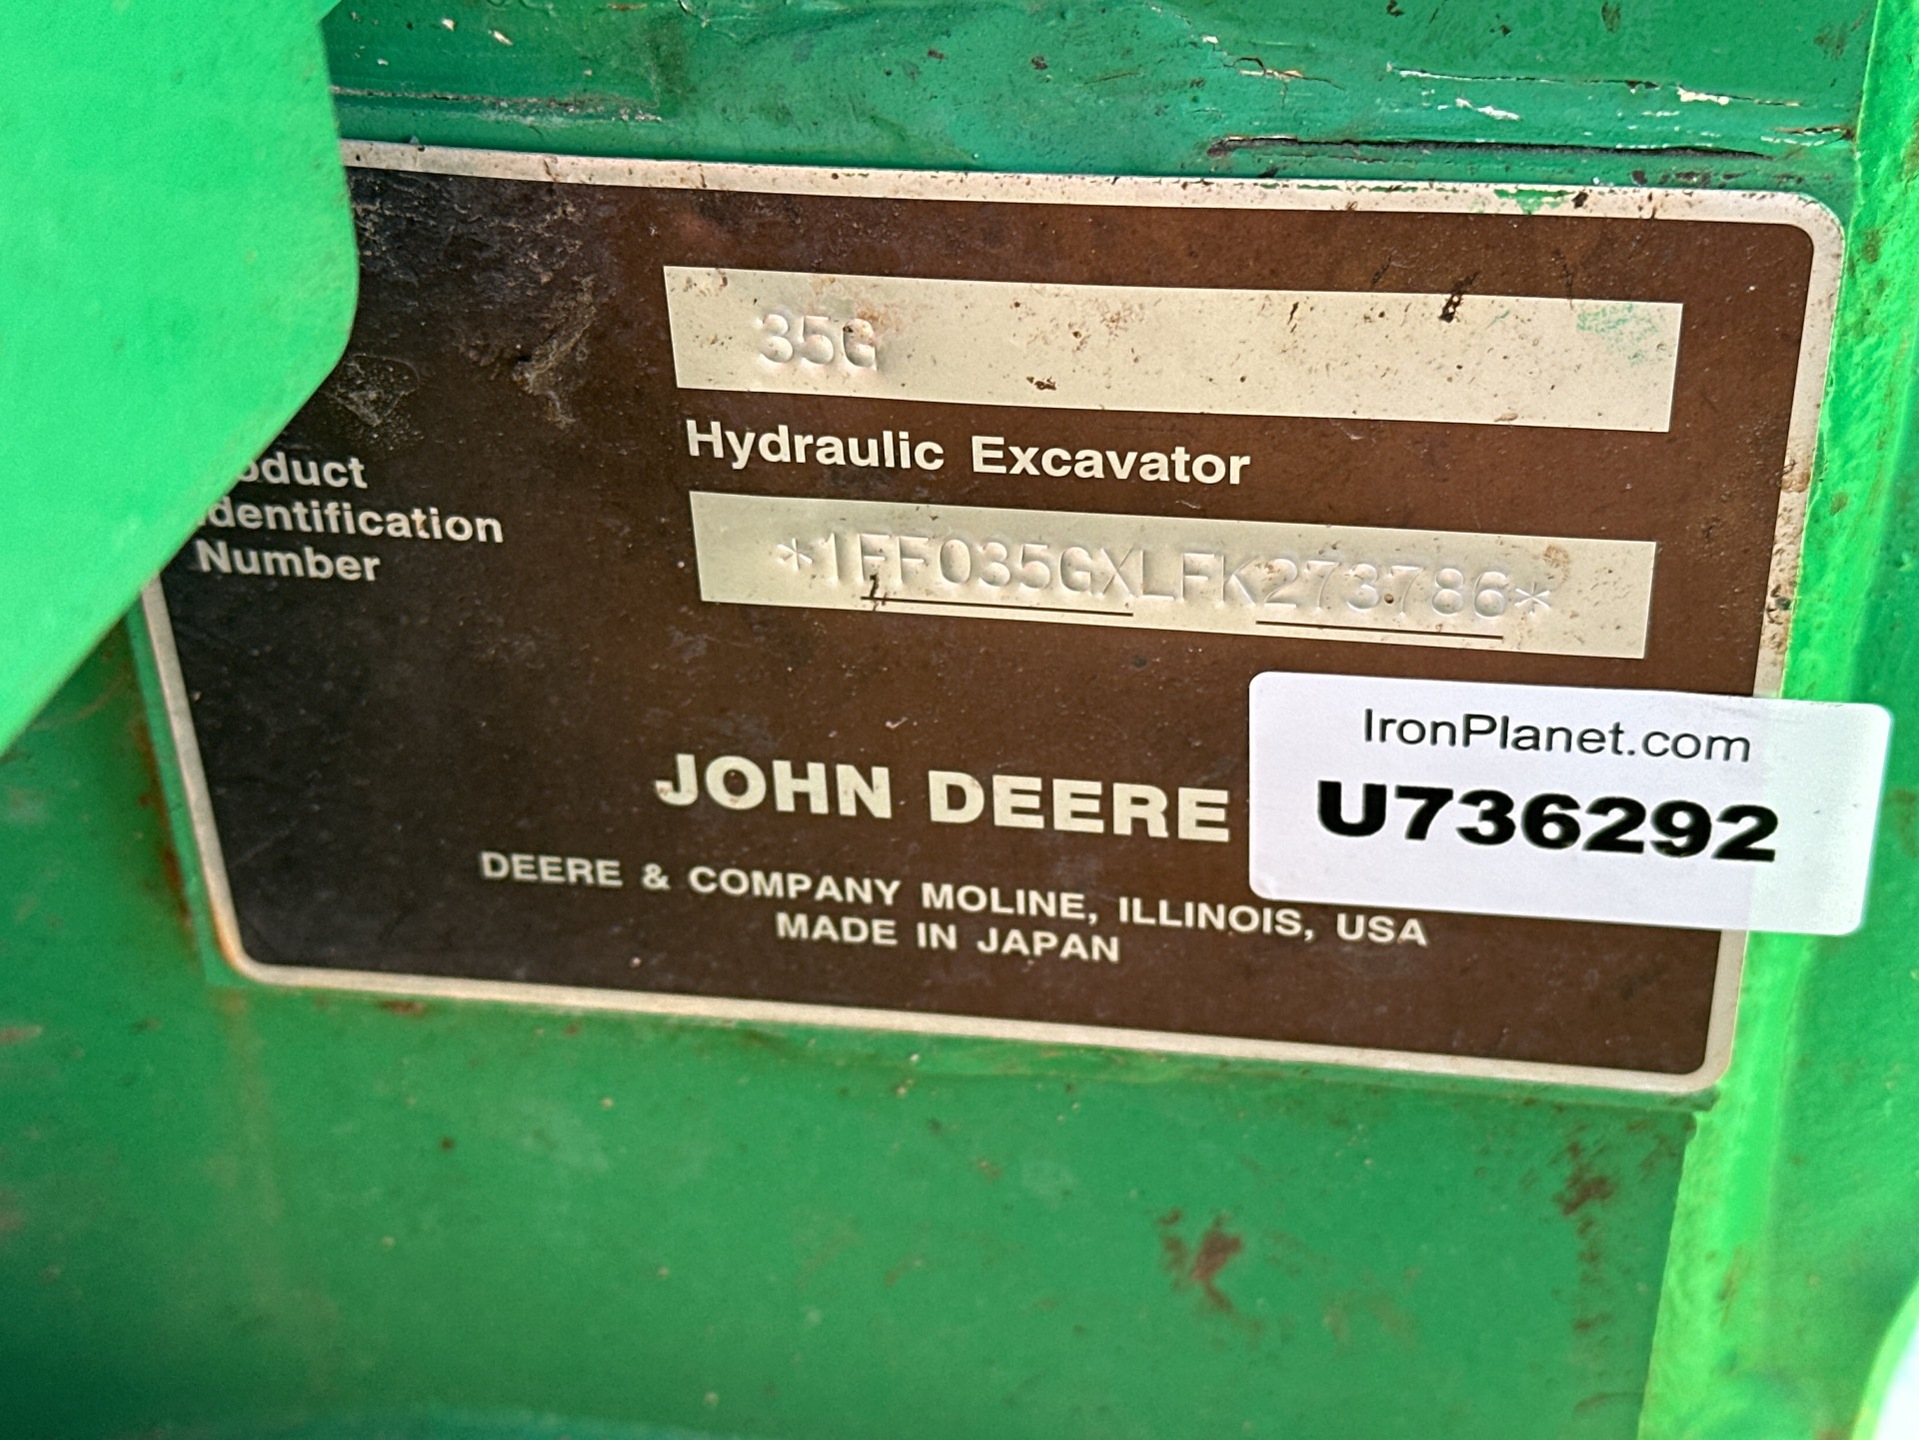 35G
Hydraulic Excavator
oduct
Identification
Number
*1FF035GXLFK273786*
IronPlanet.com
U736292
JOHN DEERE
DEERE & COMPANY MOLINE, ILLINOIS, USA
MADE IN JAPAN